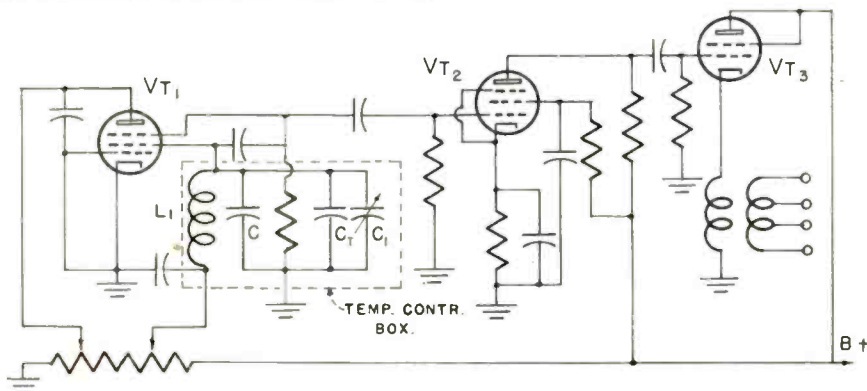 VT1
VT2
VT3
L1
C
CT
C1
TEMP. CONTR.
BOX.
B+